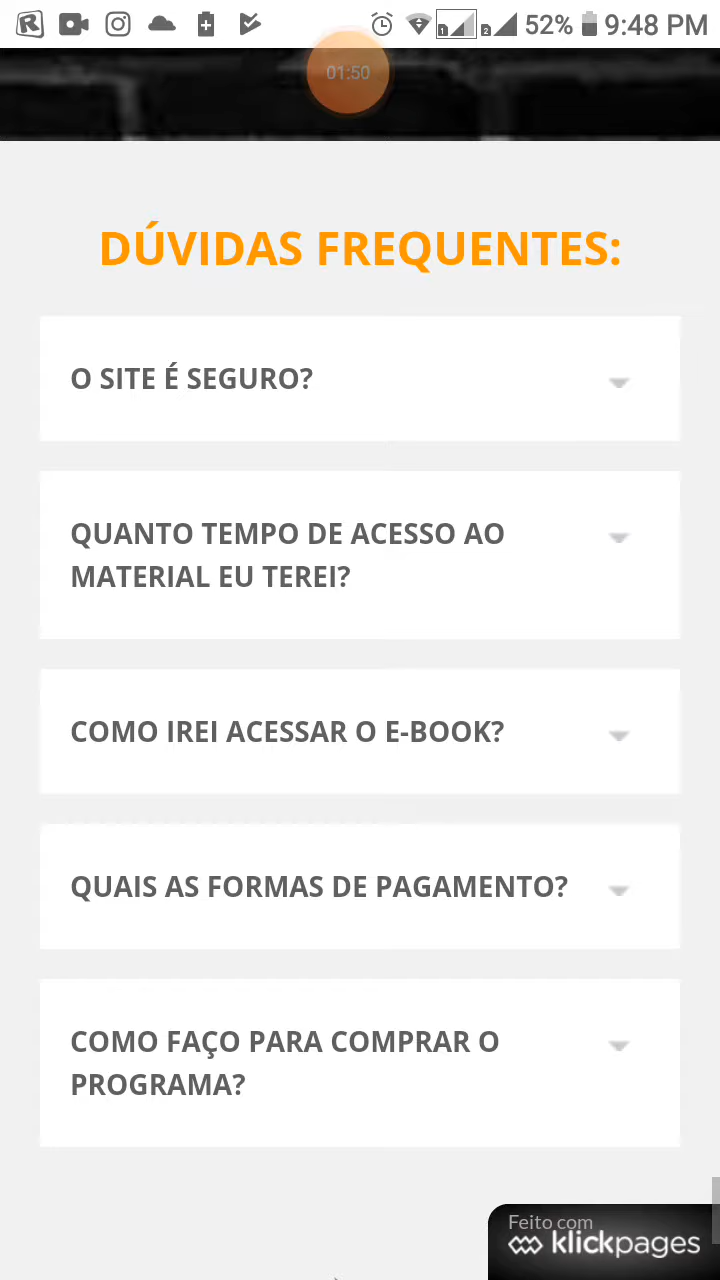 52% 9:48 PM
01:50
DÚVIDAS FREQUENTES:
O SITE É SEGURO?
QUANTO TEMPO DE ACESSO AO
MATERIAL EU TEREI?
COMO IREI ACESSAR O E-BOOK?
QUAIS AS FORMAS DE PAGAMENTO?
COMO FAÇO PARA COMPRAR O
PROGRAMA?
Feito com
klickpages